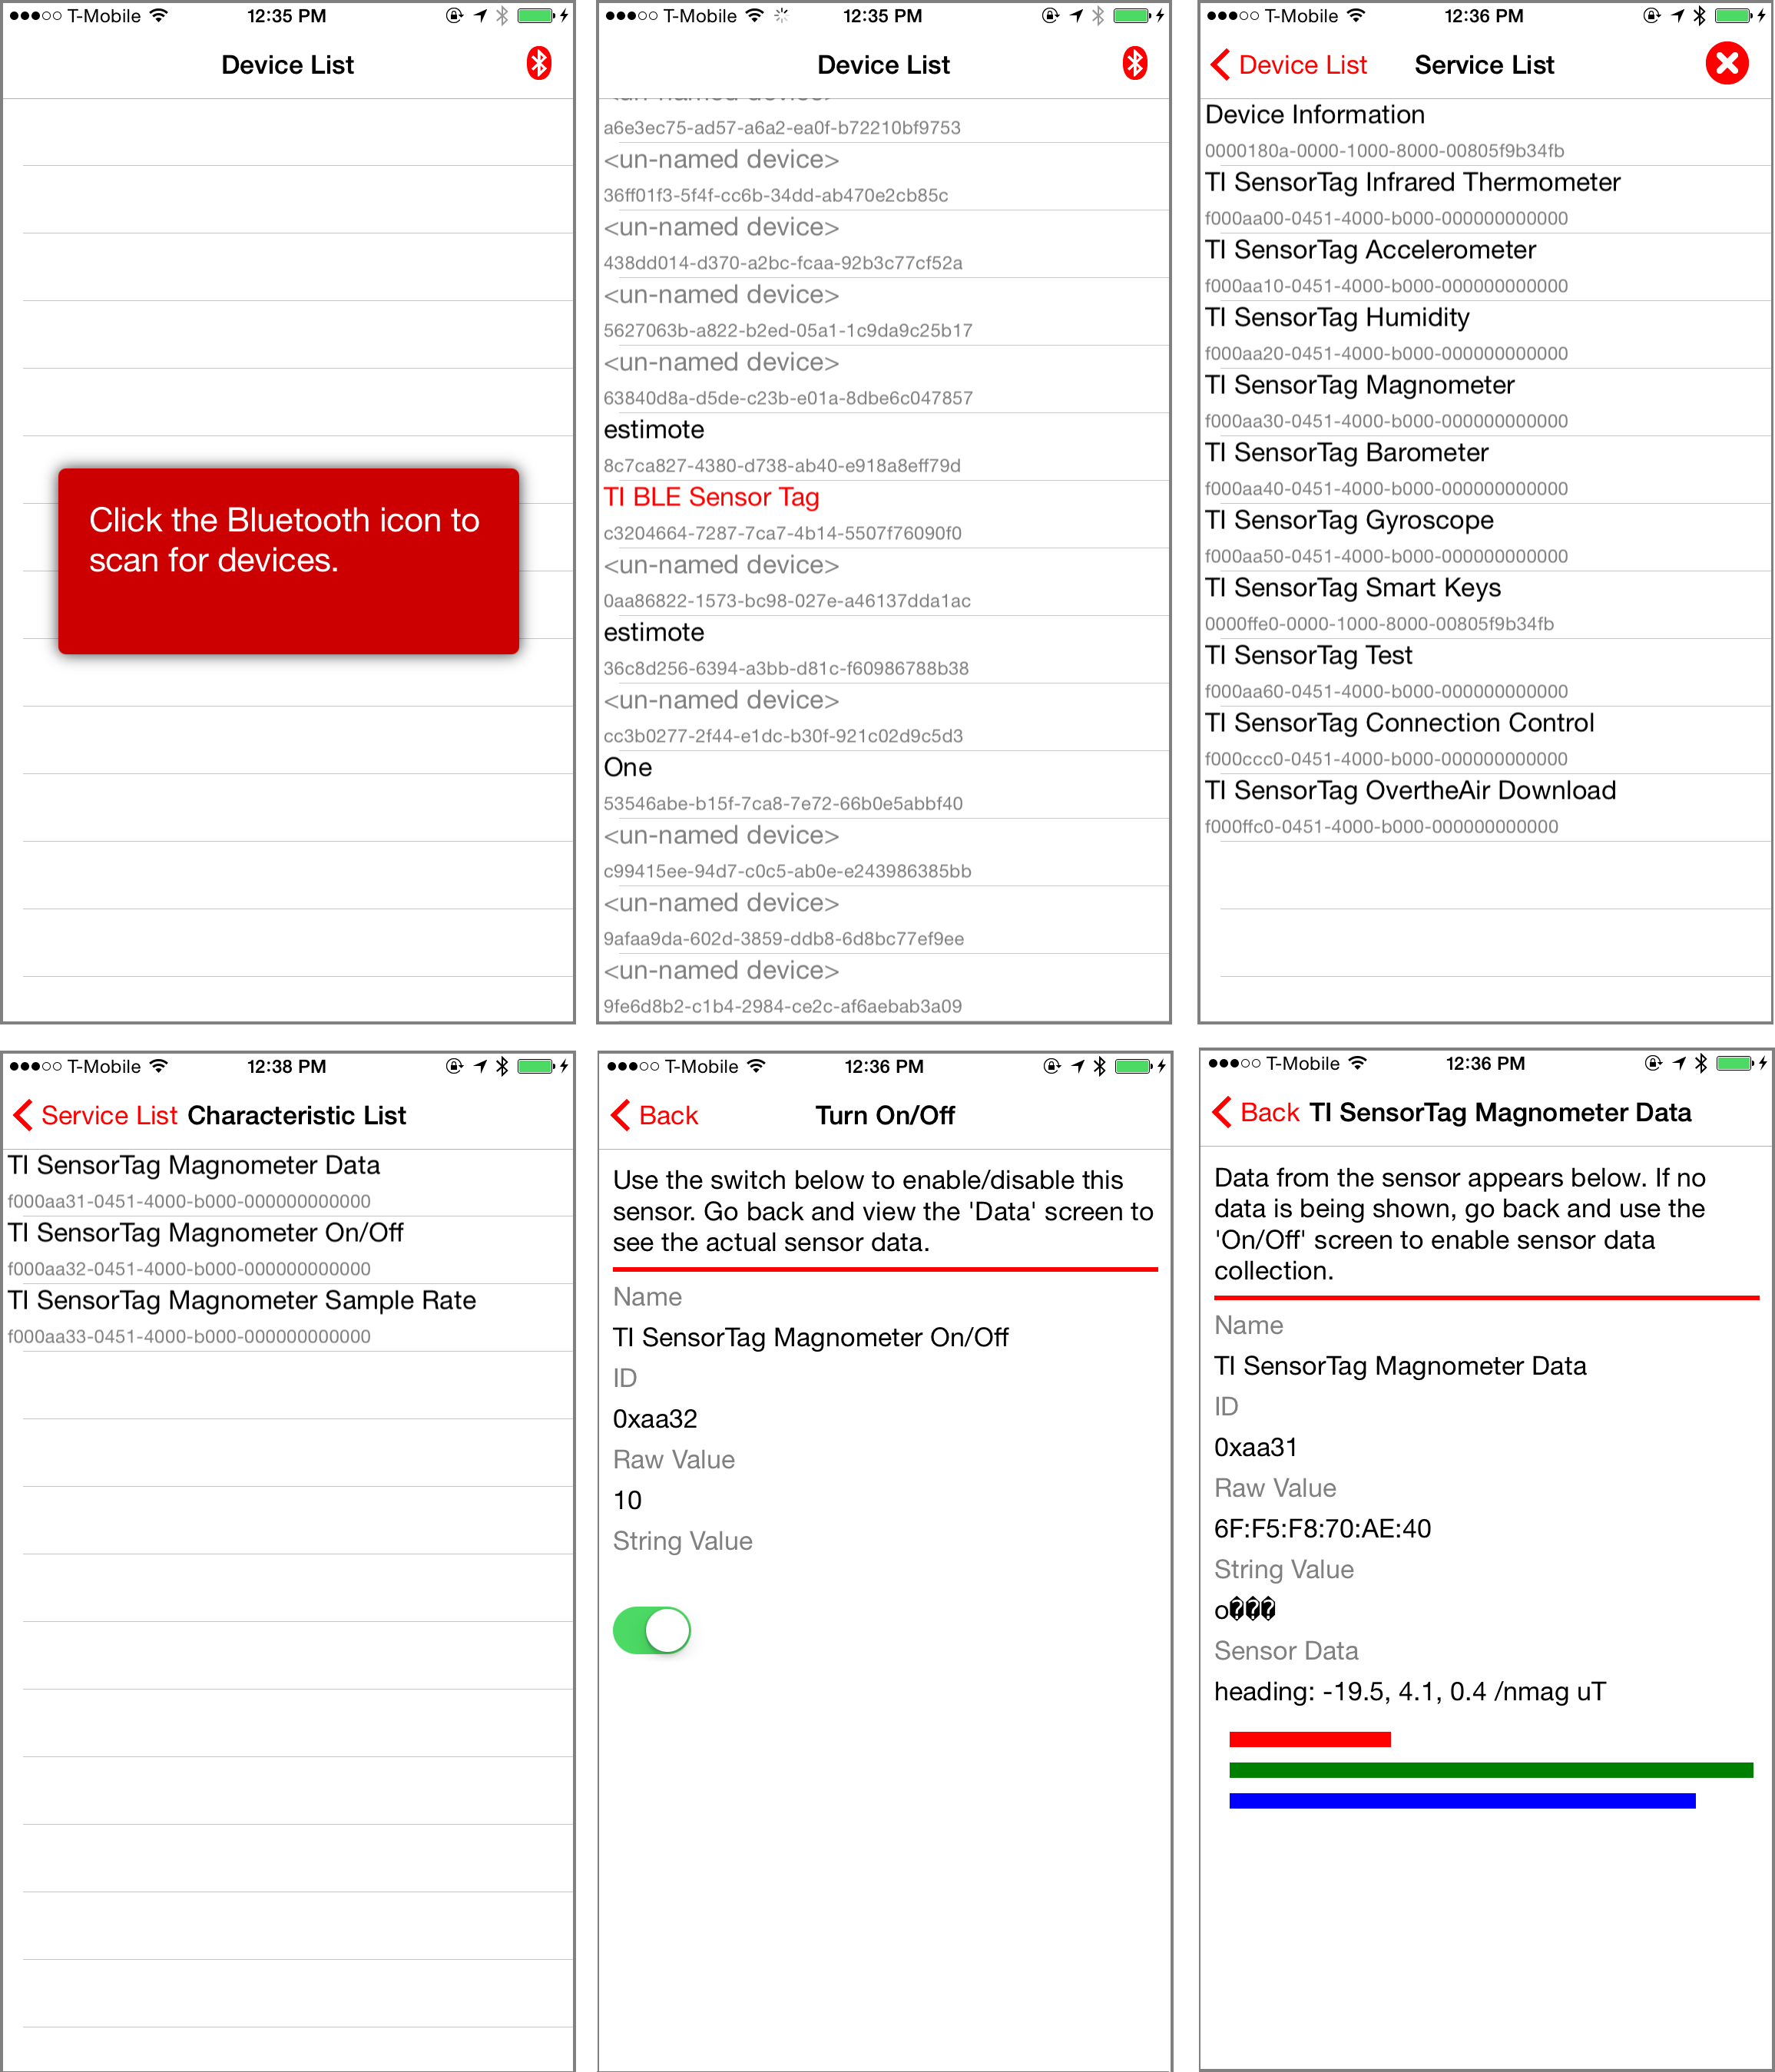 T-Mobile 12:35 PM
Device List
Click the Bluetooth icon to
scan for devices.
T-Mobile 12:35 PM
Device List
<un-named device>
a6e3ec75-ad57-a6a2-ea0f-b72210bf9753
<un-named device>
36ff01f3-5f4f-cc6b-34dd-ab470e2cb85c
<un-named device>
438dd014-d370-a2bc-fcaa-92b3c77cf52a
<un-named device>
5627063b-a822-b2ed-05a1-1c9da9c25b17
<un-named device>
63840d8a-d5de-c23b-e01a-8dbe6c047857
estimote
8c7ca827-4380-d738-ab40-e918a8eff79d
TI BLE Sensor Tag
c3204664-7287-7ca7-4b14-5507f76090f0
<un-named device>
0aa86822-1573-bc98-027e-a46137dda1ac
estimote
36c8d256-6394-a3bb-d81c-f60986788b38
<un-named device>
cc3b0277-2f44-e1dc-b30f-921c02d9c5d3
One
53546abe-b15f-7ca8-7e72-66b0e5abbf40
<un-named device>
c99415ee-94d7-c0c5-ab0e-e243986385bb
<un-named device>
9afaa9da-602d-3859-ddb8-6d8bc77ef9ee
<un-named device>
9fe6d8b2-c1b4-2984-ce2c-af6aebab3a09
T-Mobile 12:36 PM
Device List Service List
Device Information
0000180a-0000-1000-8000-00805f9b34fb
TI SensorTag Infrared Thermometer
f000aa00-0451-4000-b000-000000000000
TI SensorTag Accelerometer
f000aa10-0451-4000-b000-000000000000
TI SensorTag Humidity
f000aa20-0451-4000-b000-000000000000
TI SensorTag Magnometer
f000aa30-0451-4000-b000-000000000000
TI SensorTag Barometer
f000aa40-0451-4000-b000-000000000000
TI SensorTag Gyroscope
f000aa50-0451-4000-b000-000000000000
TI SensorTag Smart Keys
0000ffe0-0000-1000-8000-00805f9b34fb
TI SensorTag Test
f000aa60-0451-4000-b000-000000000000
TI SensorTag Connection Control
f000ccc0-0451-4000-b000-000000000000
TI SensorTag OvertheAir Download
f000ffc0-0451-4000-b000-000000000000
T-Mobile 12:38 PM
Service List Characteristic List
TI SensorTag Magnometer Data
f000aa31-0451-4000-b000-000000000000
TI SensorTag Magnometer On/Off
f000aa32-0451-4000-b000-000000000000
TI SensorTag Magnometer Sample Rate
f000aa33-0451-4000-b000-000000000000
T-Mobile 12:36 PM
Back Turn On/Off
Use the switch below to enable/disable this
sensor. Go back and view the 'Data' screen to
see the actual sensor data.
Name
TI SensorTag Magnometer On/Off
ID
0xaa32
Raw Value
10
String Value
T-Mobile 12:36 PM
Back TI SensorTag Magnometer Data
Data from the sensor appears below. If no
data is being shown, go back and use the
'On/Off' screen to enable sensor data
collection.
Name
TI SensorTag Magnometer Data
ID
0xaa31
Raw Value
6F:F5:F8:70:AE:40
String Value
o���
Sensor Data
heading: -19.5, 4.1, 0.4 /nmag uT